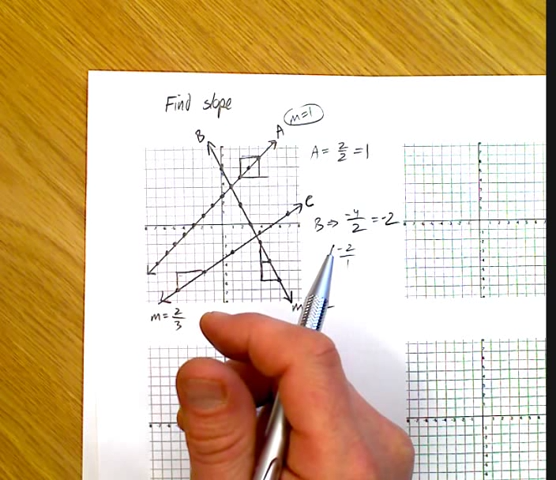 Find slope
m=1
B
A
A = 2/2 = 1
C
B ⇒ -4/2 = -2
-2/1
m = 2/3
m